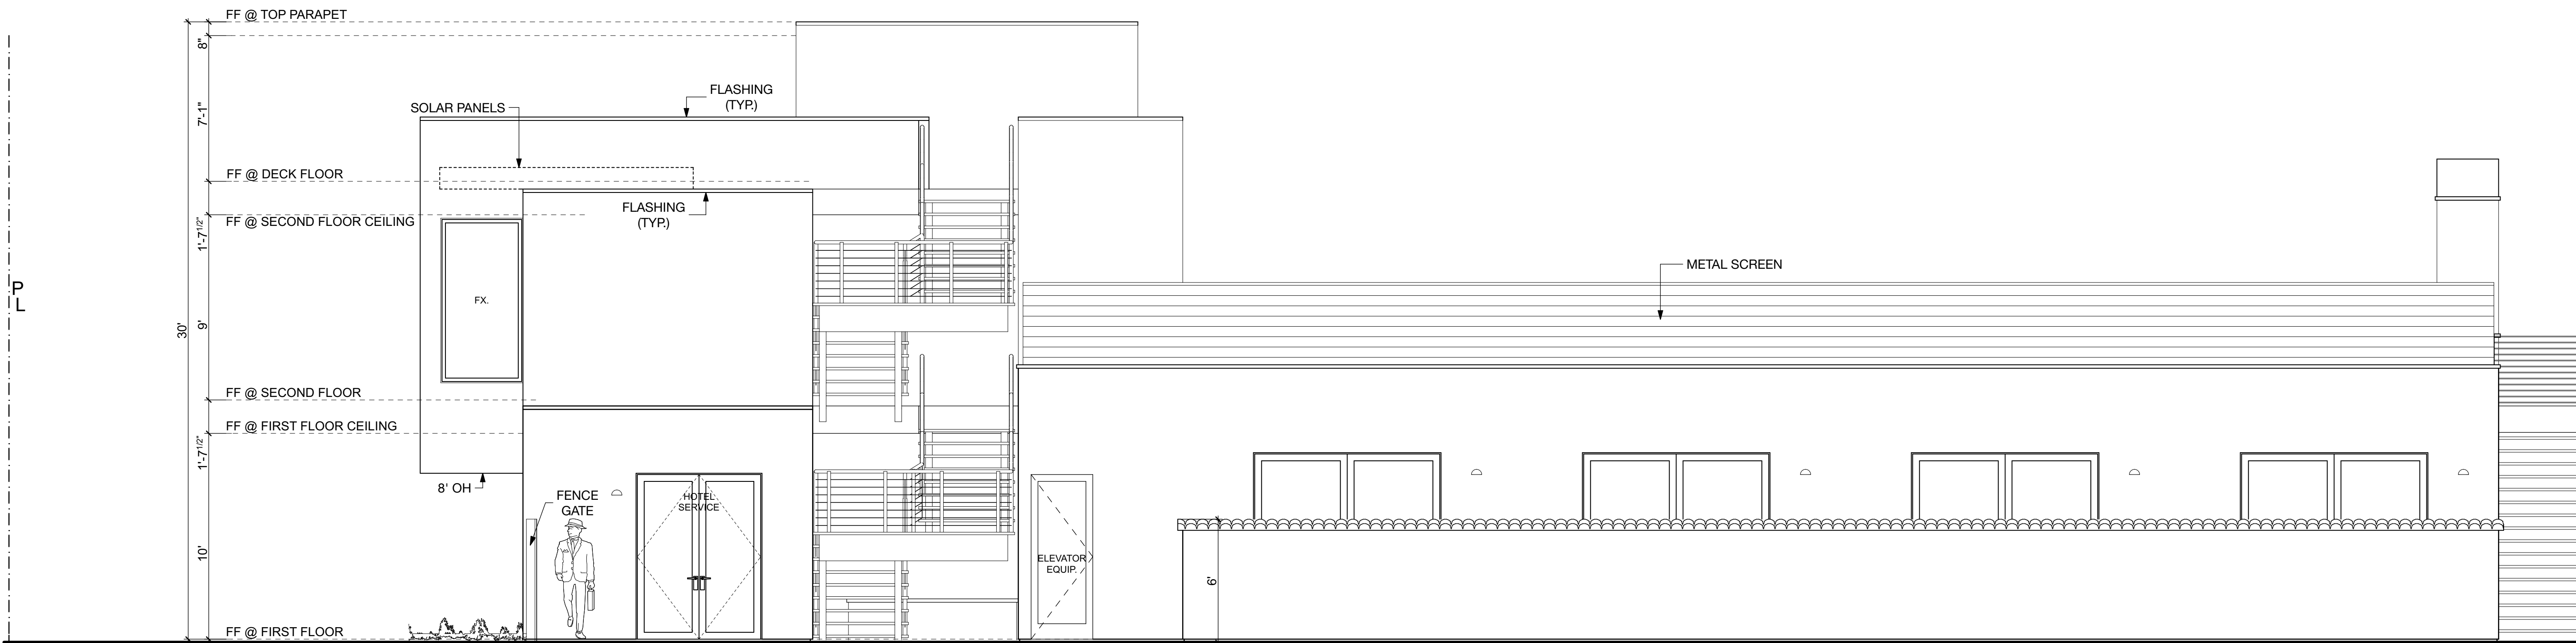 FF @ TOP PARAPET
8"
FLASHING
(TYP.)
SOLAR PANELS
7'-1"
FF @ DECK FLOOR
FLASHING
(TYP.)
FF @ SECOND FLOOR CEILING
1'-7 1/2"
METAL SCREEN
P
L
FX.
30'
9'
FF @ SECOND FLOOR
FF @ FIRST FLOOR CEILING
1'-7 1/2"
8' OH
FENCE
GATE
HOTEL
SERVICE
10'
ELEVATOR
EQUIP.
6'
FF @ FIRST FLOOR